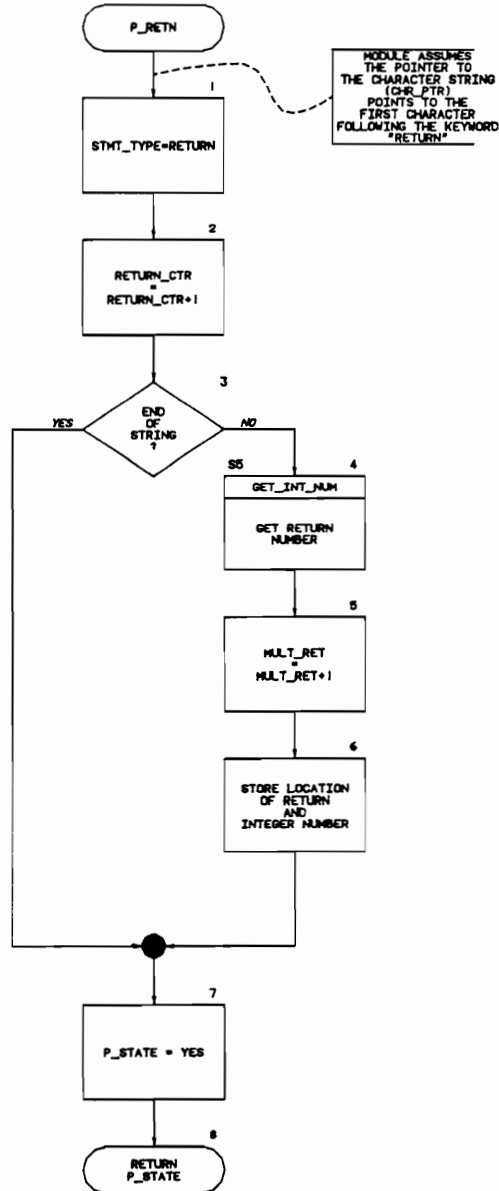 P_RETN
MODULE ASSUMES
THE POINTER TO
THE CHARACTER STRING
(CHR_PTR)
POINTS TO THE
FIRST CHARACTER
FOLLOWING THE KEYWORD
"RETURN"
1
STMT_TYPE=RETURN
2
RETURN_CTR
=
RETURN_CTR+1
3
END
OF
STRING
?
YES
NO
S5
4
GET_INT_NUM
GET RETURN
NUMBER
5
MULT_RET
=
MULT_RET+1
6
STORE LOCATION
OF RETURN
AND
INTEGER NUMBER
7
P_STATE = YES
8
RETURN
P_STATE